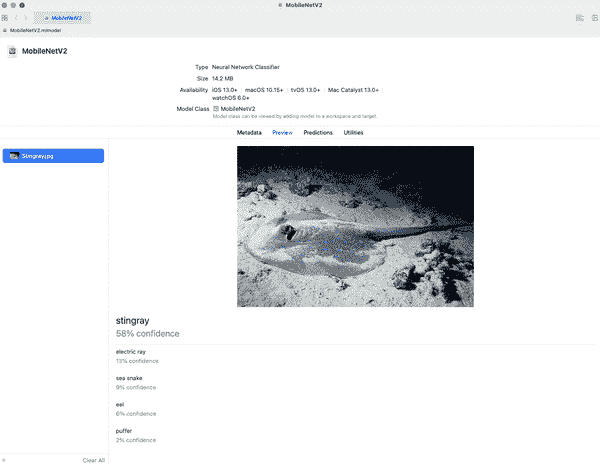 MobileNetV2
MobileNetV2
MobileNetV2.mlmodel
MobileNetV2
Type Neural Network Classifier
Size 14.2 MB
Availability iOS 13.0+ macOS 10.15+ tvOS 13.0+ Mac Catalyst 13.0+
watchOS 6.0+
Model Class MobileNetV2
Model class can be viewed by adding model to a workspace and target.
Metadata Preview Predictions Utilities
Stingray.jpg
stingray
58% confidence
electric ray
13% confidence
sea snake
9% confidence
eel
6% confidence
puffer
2% confidence
+ Clear All